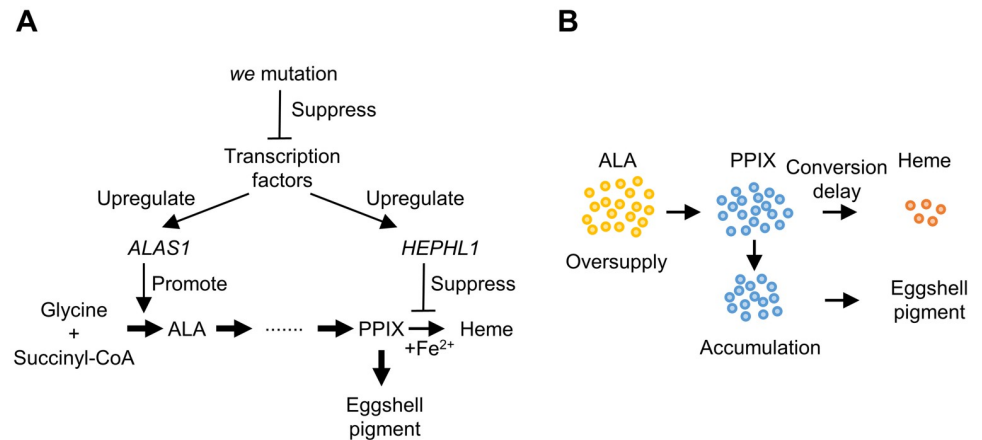 A
we mutation
Suppress
Transcription
factors
Upregulate
Upregulate
ALAS1
HEPHL1
Promote
Suppress
Glycine
+
Succinyl-CoA
ALA
.......
PPIX
Heme
+Fe²⁺
Eggshell
pigment
B
ALA
PPIX
Conversion
delay
Heme
Oversupply
Accumulation
Eggshell
pigment